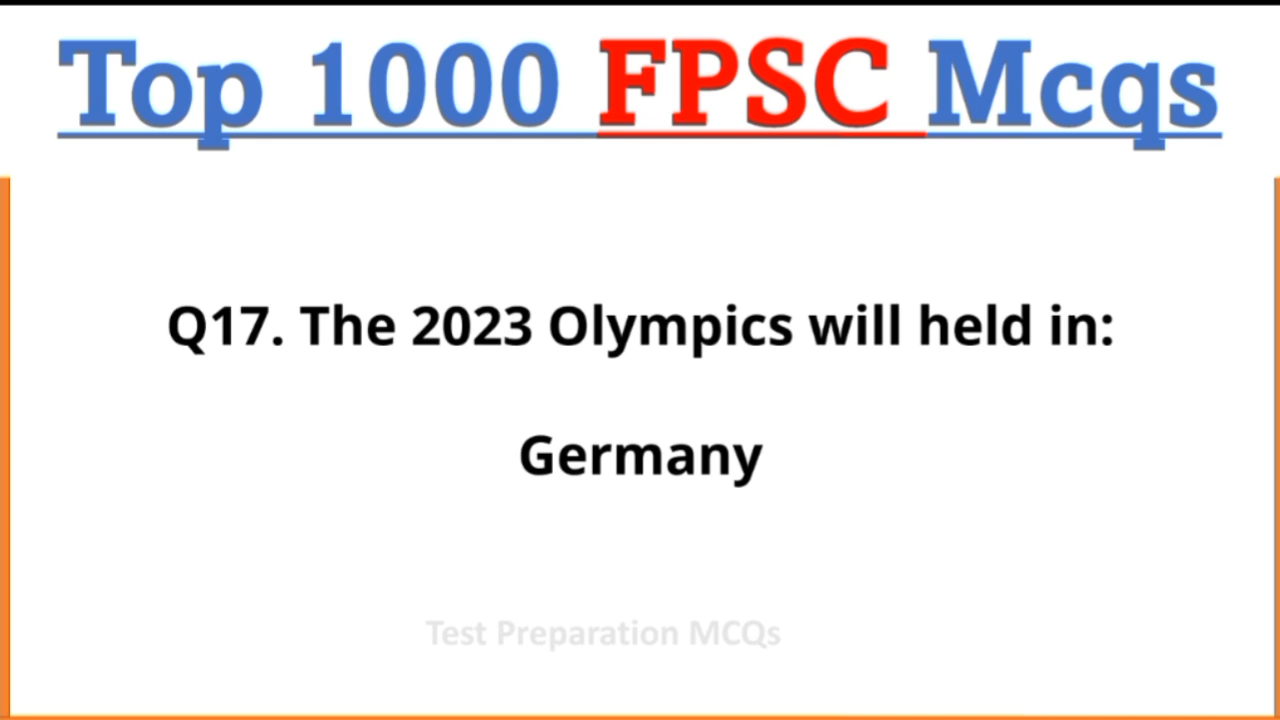 Top 1000 FPSC Mcqs
Q17. The 2023 Olympics will held in:
Germany
Test Preparation MCQs